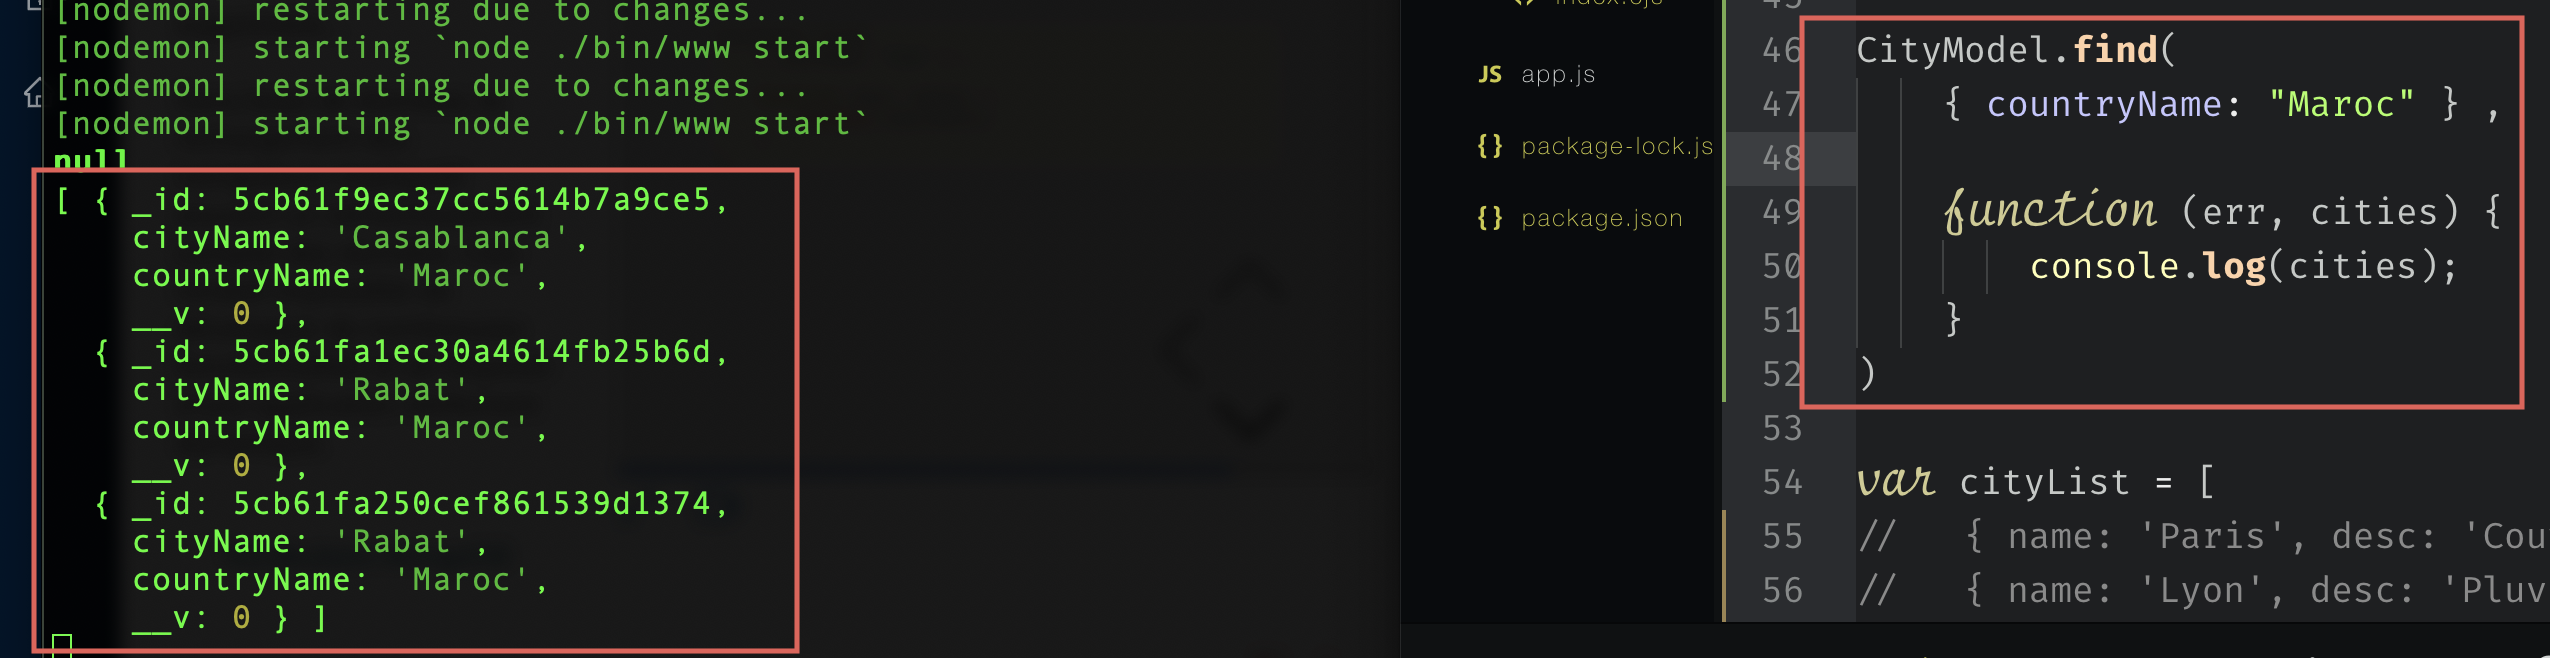 [nodemon] restarting due to changes...
[nodemon] starting `node ./bin/www start`
[nodemon] restarting due to changes...
[nodemon] starting `node ./bin/www start`
null
[ { _id: 5cb61f9ec37cc5614b7a9ce5,
cityName: 'Casablanca',
countryName: 'Maroc',
__v: 0 },
{ _id: 5cb61fa1ec30a4614fb25b6d,
cityName: 'Rabat',
countryName: 'Maroc',
__v: 0 },
{ _id: 5cb61fa250cef861539d1374,
cityName: 'Rabat',
countryName: 'Maroc',
__v: 0 } ]
<> index.ejs
JS app.js
{} package-lock.js
{} package.json
45
46 CityModel.find(
47 { countryName: "Maroc" } ,
48
49 function (err, cities) {
50 console.log(cities);
51 }
52 )
53
54 var cityList = [
55 // { name: 'Paris', desc: 'Cou
56 // { name: 'Lyon', desc: 'Pluv